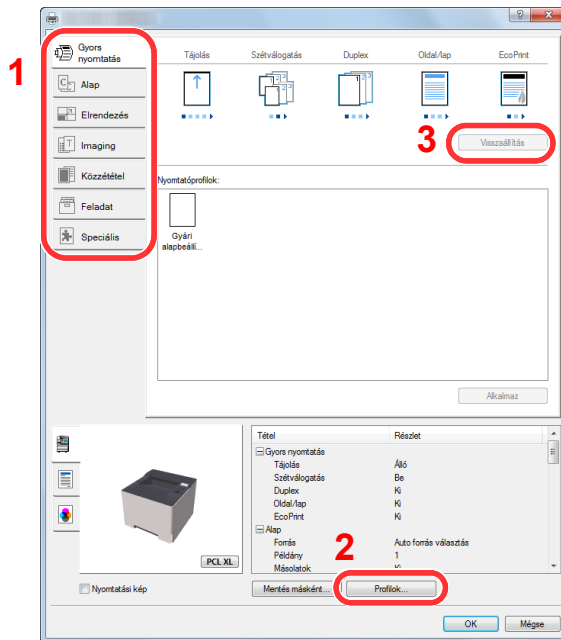 1
Gyors
nyomtatás
Alap
Elrendezés
Imaging
Közzététel
Feladat
Speciális
Tájolás
Szétválogatás
Duplex
Oldal/lap
EcoPrint
3
Visszaállítás
Nyomtatóprofilok:
Gyári
alapbeállí...
Alkalmaz
Tétel Részlet
Gyors nyomtatás
Tájolás Álló
Szétválogatás Be
Duplex Ki
Oldal/lap Ki
EcoPrint Ki
Alap
Forrás Auto forrás választás
Példány 1
Másolatok Ki
PCL XL
2
Nyomtatási kép
Mentés másként...
Profilok...
OK
Mégse